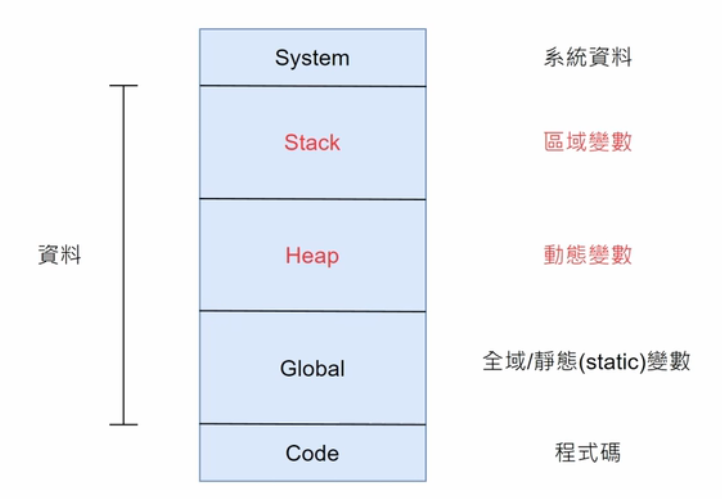 System 系統資料
Stack 區域變數
資料 Heap 動態變數
Global 全域/靜態(static)變數
Code 程式碼